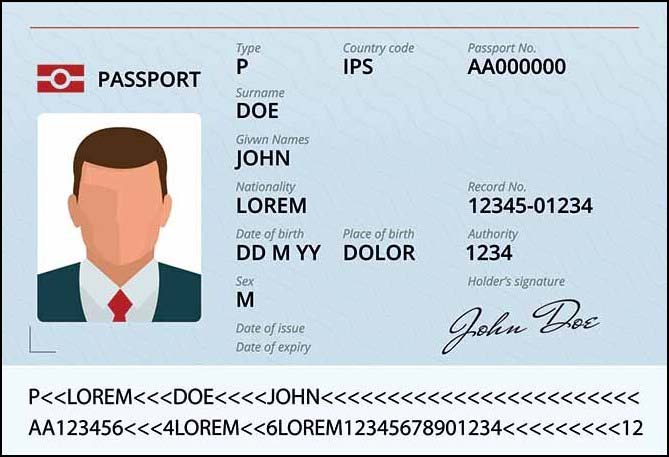 Type Country code Passport No.
PASSPORT P IPS AA000000
Surname
DOE
Givwn Names
JOHN
Nationality Record No.
LOREM 12345-01234
Date of birth Place of birth Authority
DD M YY DOLOR 1234
Sex Holder's signature
M
John Doe
Date of issue
Date of expiry
P<<LOREM<<<DOE<<<<JOHN<<<<<<<<<<<<<<<<<<<<<<<<
AA123456<<<4LOREM<<6LOREM12345678901234<<<<<<<<<12